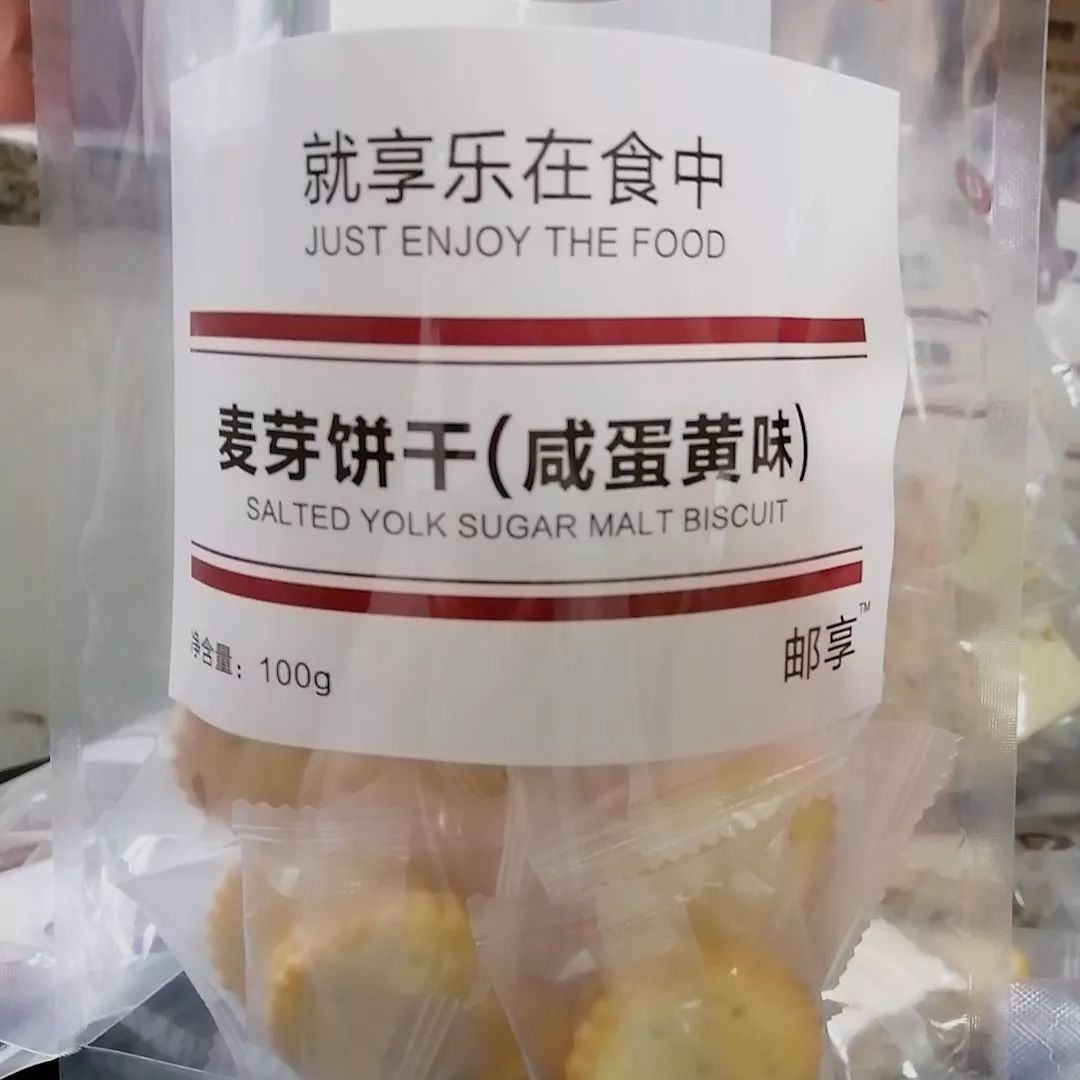 就享乐在食中
JUST ENJOY THE FOOD
麦芽饼干(咸蛋黄味)
SALTED YOLK SUGAR MALT BISCUIT
净含量：100g
邮享™